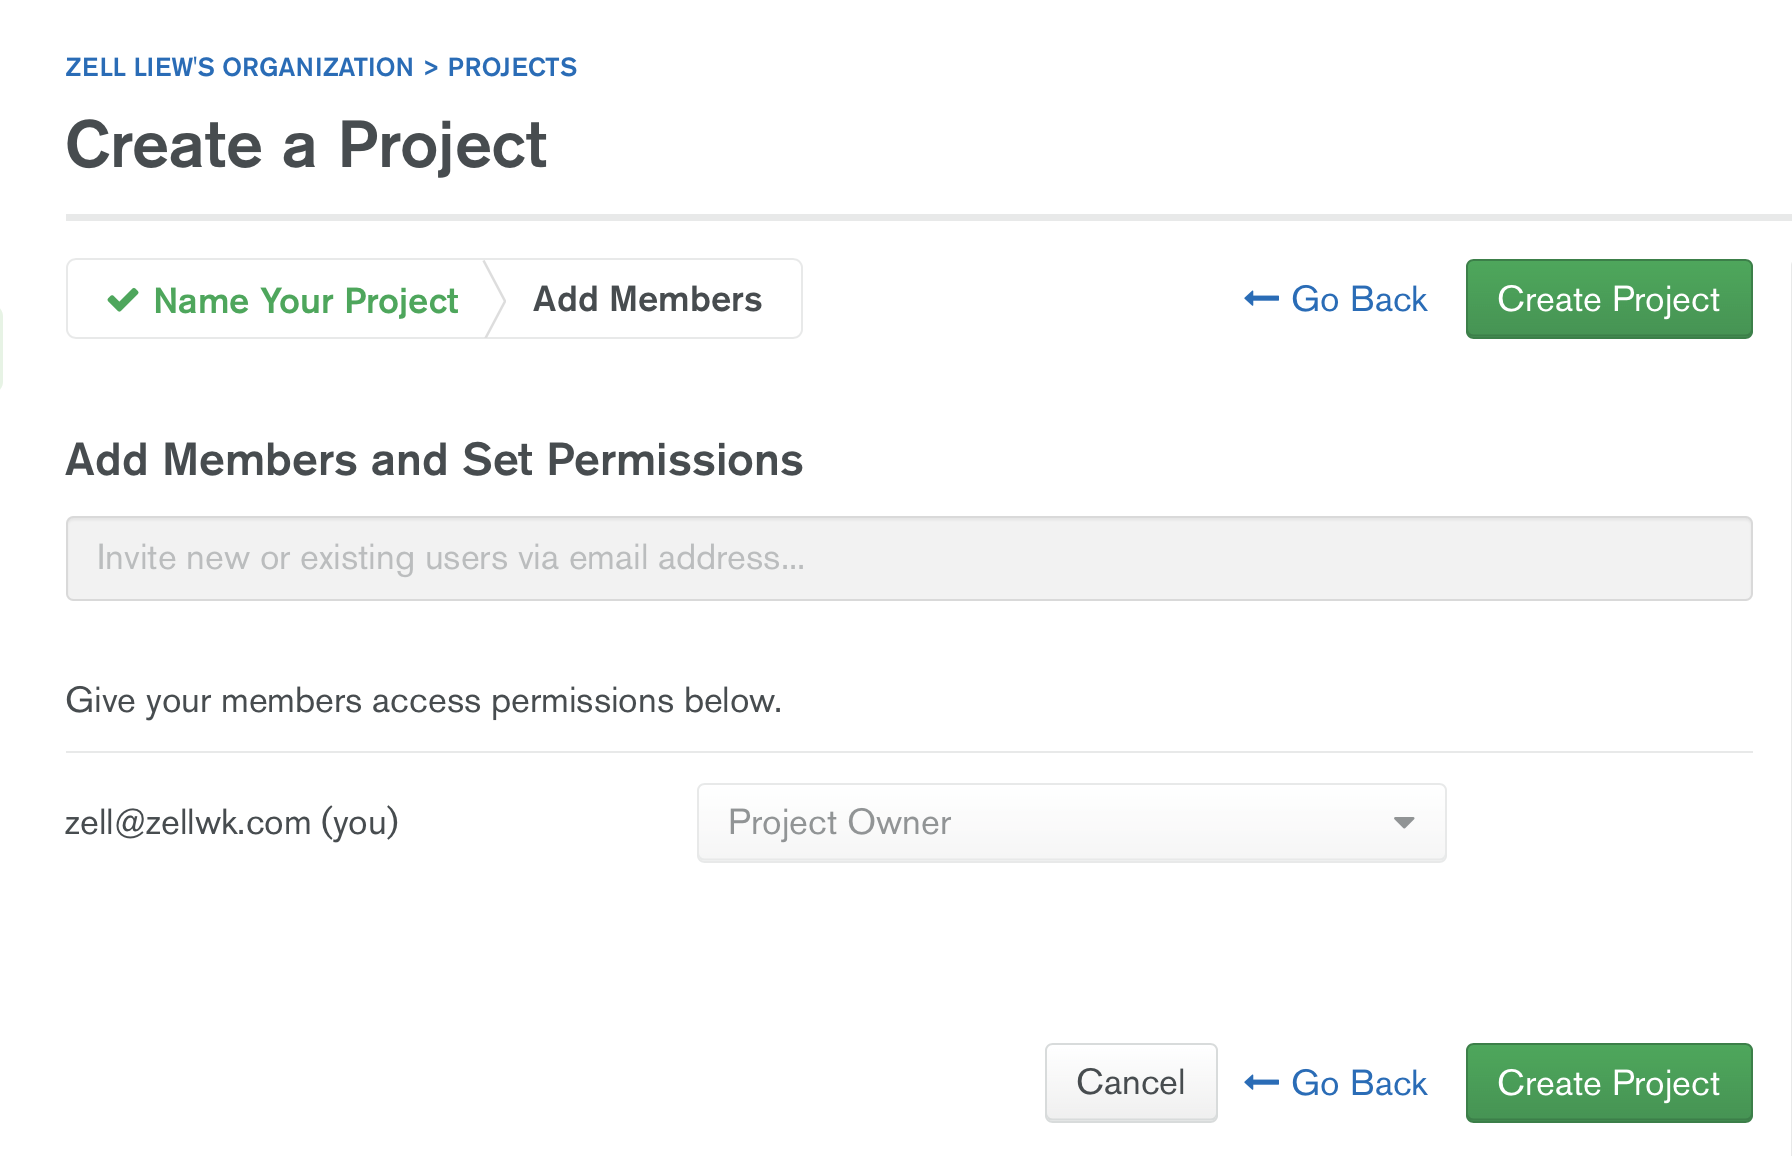 ZELL LIEW'S ORGANIZATION > PROJECTS
Create a Project
Name Your Project
Add Members
Go Back
Create Project
Add Members and Set Permissions
Invite new or existing users via email address...
Give your members access permissions below.
zell@zellwk.com (you)
Project Owner
Cancel
Go Back
Create Project